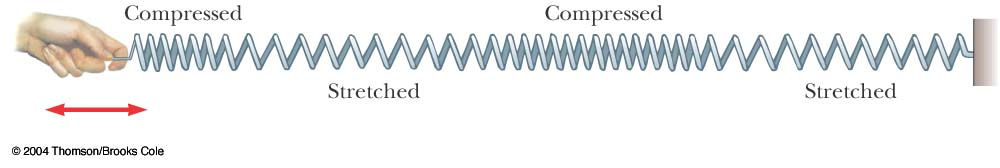 Compressed
Compressed
Stretched
Stretched
© 2004 Thomson/Brooks Cole